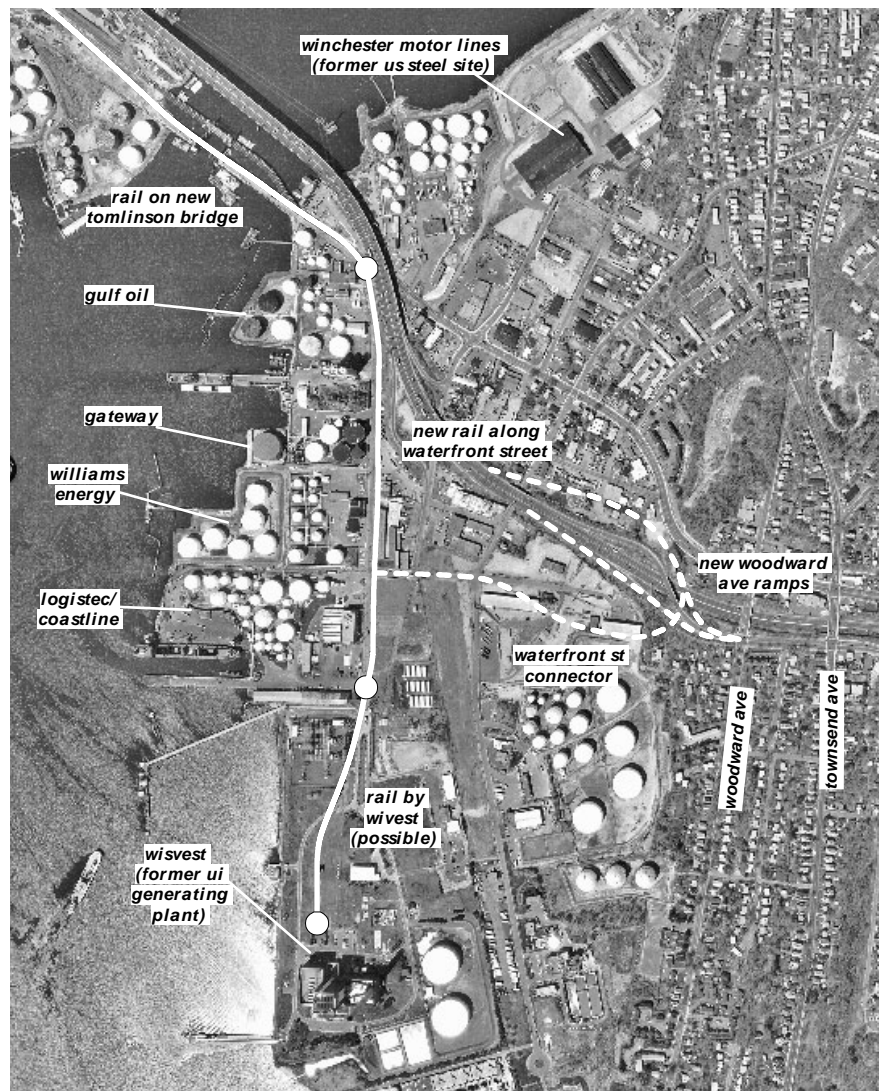 winchester motor lines
(former us steel site)
rail on new
tomlinson bridge
gulf oil
gateway
new rail along
waterfront street
williams
energy
new woodward
ave ramps
logistec/
coastline
waterfront st
connector
woodward ave
townsend ave
rail by
wivest
(possible)
wisvest
(former ui
generating
plant)